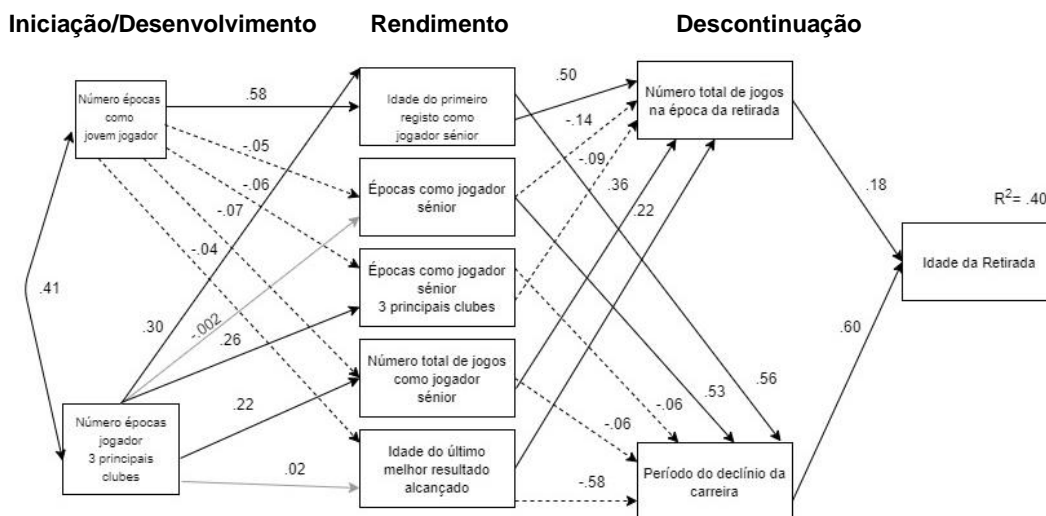 Iniciação/Desenvolvimento
Rendimento
Descontinuação
Número épocas
como
jovem jogador
Número épocas
jogador
3 principais
clubes
.41
.58
-.05
-.06
-.07
-.04
.30
-.002
.26
.22
.02
Idade do primeiro
registo como
jogador sénior
Épocas como jogador
sénior
Épocas como jogador
sénior
3 principais clubes
Número total de jogos
como jogador
sénior
Idade do último
melhor resultado
alcançado
.50
-.14
-.09
.36
.22
.56
.53
-.06
-.06
-.58
Número total de jogos
na época da retirada
Período do declínio da
carreira
.18
.60
R²= .40
Idade da Retirada